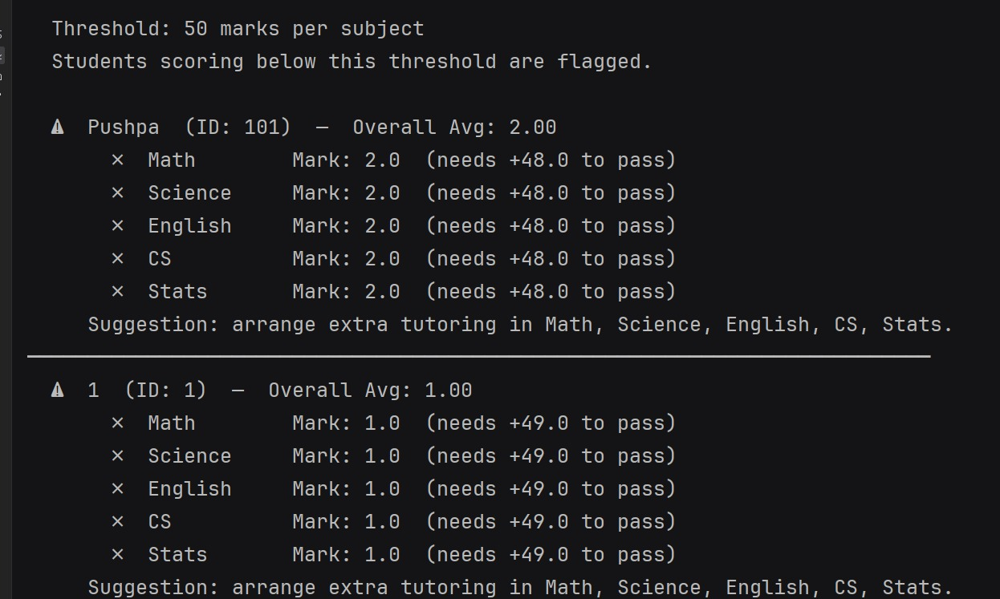 Threshold: 50 marks per subject
Students scoring below this threshold are flagged.
⚠ Pushpa (ID: 101) — Overall Avg: 2.00
✕ Math Mark: 2.0 (needs +48.0 to pass)
✕ Science Mark: 2.0 (needs +48.0 to pass)
✕ English Mark: 2.0 (needs +48.0 to pass)
✕ CS Mark: 2.0 (needs +48.0 to pass)
✕ Stats Mark: 2.0 (needs +48.0 to pass)
Suggestion: arrange extra tutoring in Math, Science, English, CS, Stats.
⚠ 1 (ID: 1) — Overall Avg: 1.00
✕ Math Mark: 1.0 (needs +49.0 to pass)
✕ Science Mark: 1.0 (needs +49.0 to pass)
✕ English Mark: 1.0 (needs +49.0 to pass)
✕ CS Mark: 1.0 (needs +49.0 to pass)
✕ Stats Mark: 1.0 (needs +49.0 to pass)
Suggestion: arrange extra tutoring in Math, Science, English, CS, Stats.